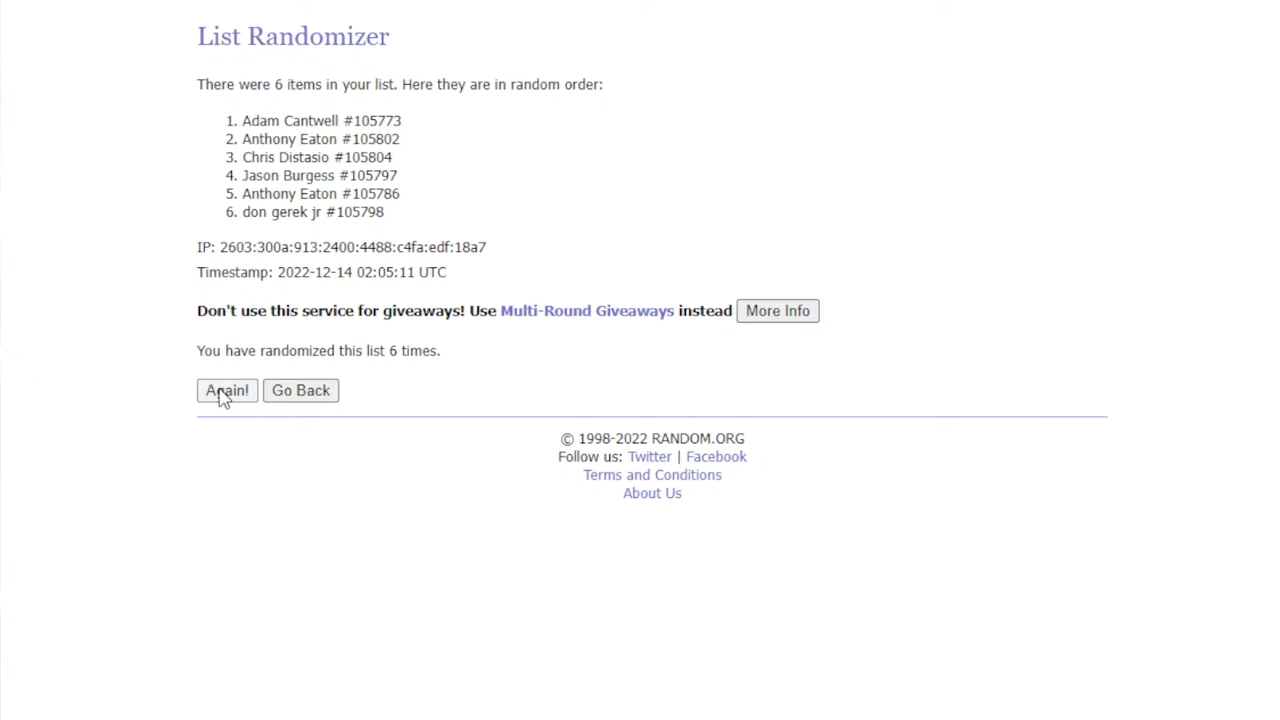 List Randomizer
There were 6 items in your list. Here they are in random order:
1. Adam Cantwell #105773
2. Anthony Eaton #105802
3. Chris Distasio #105804
4. Jason Burgess #105797
5. Anthony Eaton #105786
6. don gerek jr #105798
IP: 2603:300a:913:2400:4488:c4fa:edf:18a7
Timestamp: 2022-12-14 02:05:11 UTC
Don't use this service for giveaways! Use Multi-Round Giveaways instead More Info
You have randomized this list 6 times.
Again! Go Back
© 1998-2022 RANDOM.ORG
Follow us: Twitter | Facebook
Terms and Conditions
About Us